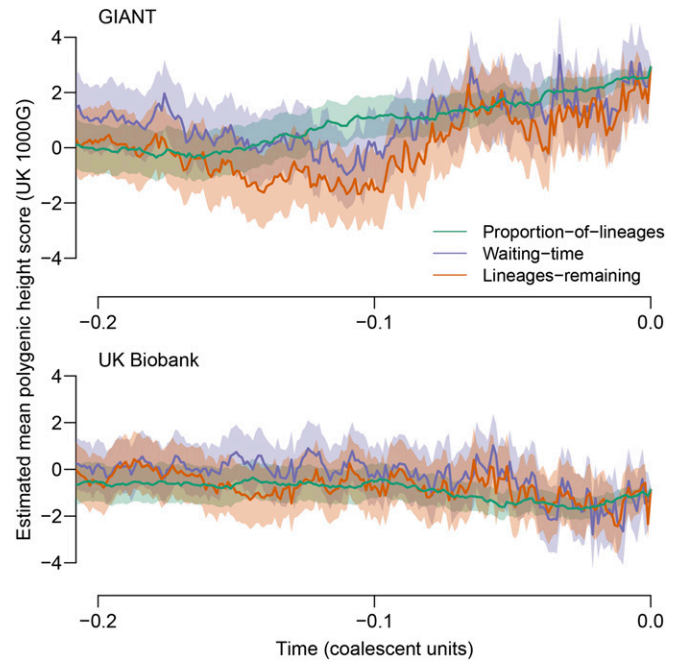 GIANT
4
2
0
−2
−4
Proportion−of−lineages
Waiting−time
Lineages−remaining
−0.2
−0.1
0.0
Estimated mean polygenic height score (UK 1000G)
UK Biobank
4
2
0
−2
−4
−0.2
−0.1
0.0
Time (coalescent units)